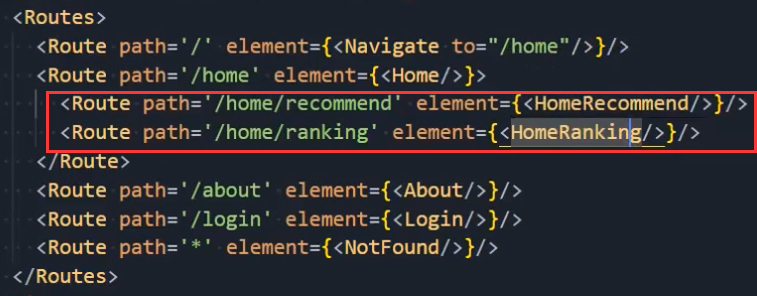 <Routes>
<Route path='/' element={<Navigate to="/home"/>}/>
<Route path='/home' element={<Home/>}>
<Route path='/home/recommend' element={<HomeRecommend/>}/>
<Route path='/home/ranking' element={<HomeRanking/>}/>
</Route>
<Route path='/about' element={<About/>}/>
<Route path='/login' element={<Login/>}/>
<Route path='*' element={<NotFound/>}/>
</Routes>